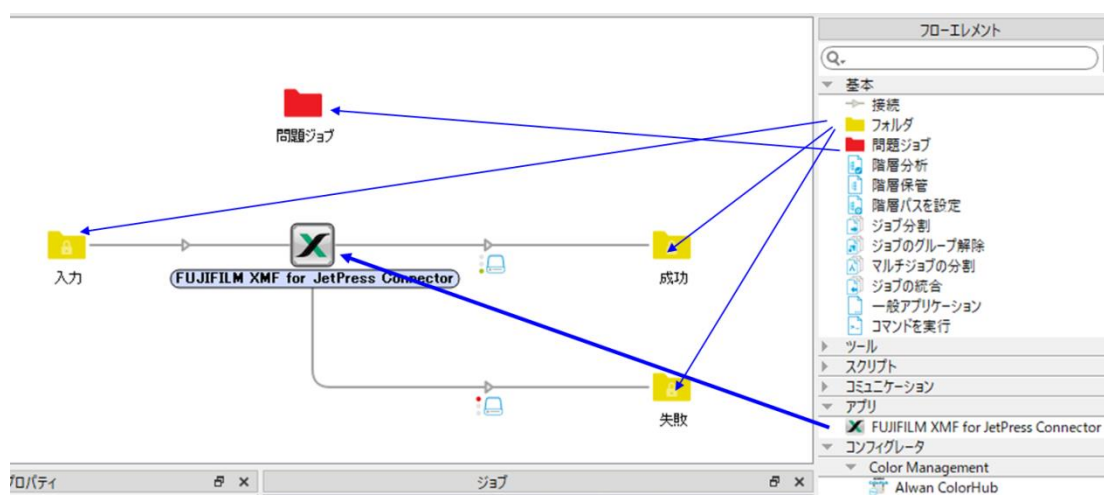 フローエレメント
基本
接続
フォルダ
問題ジョブ
階層分析
階層保管
階層パスを設定
ジョブ分割
ジョブのグループ解除
マルチジョブの分割
ジョブの統合
一般アプリケーション
コマンドを実行
ツール
スクリプト
コミュニケーション
アプリ
FUJIFILM XMF for JetPress Connector
コンフィグレータ
Color Management
Alwan ColorHub
問題ジョブ
入力
FUJIFILM XMF for JetPress Connector
成功
失敗
プロパティ
ジョブ